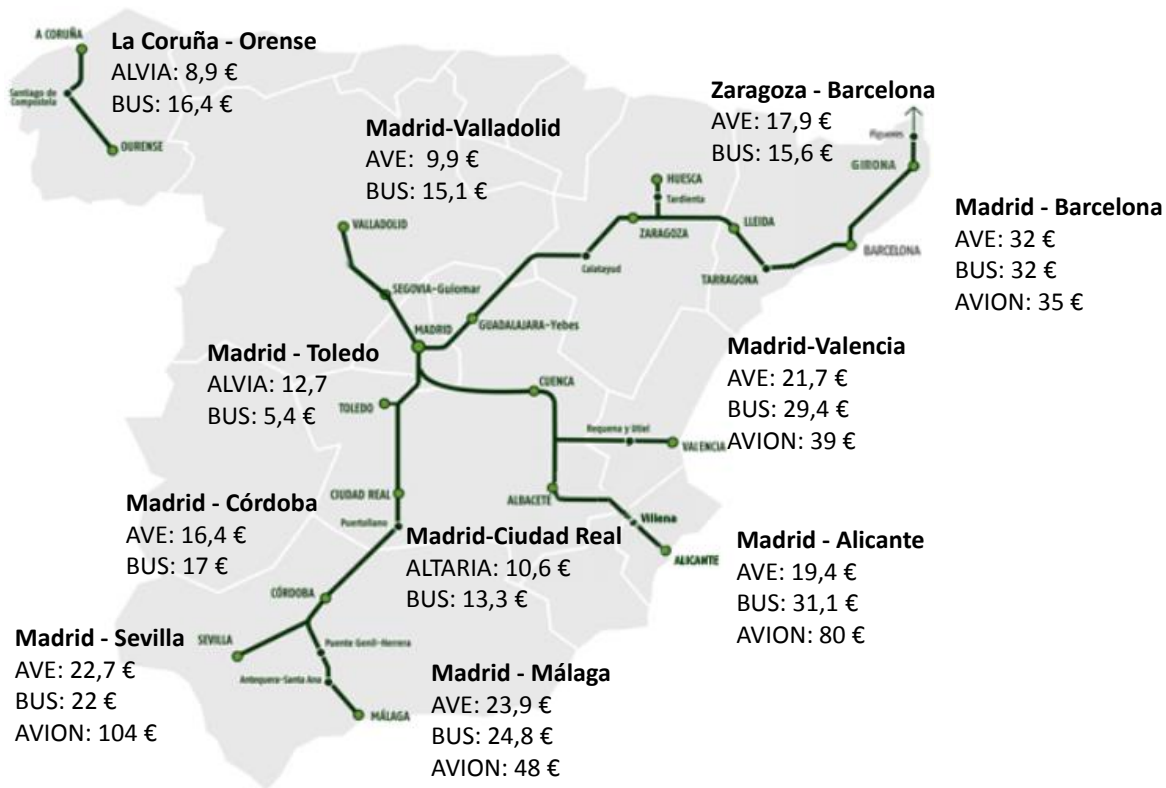 A CORUÑA
Santiago de
Compostela
OURENSE
La Coruña - Orense
ALVIA: 8,9 €
BUS: 16,4 €
Madrid-Valladolid
AVE: 9,9 €
BUS: 15,1 €
Zaragoza - Barcelona
AVE: 17,9 €
BUS: 15,6 €
Figueres
GIRONA
HUESCA
Tardienta
VALLADOLID
ZARAGOZA
LLEIDA
BARCELONA
Calatayud
TARRAGONA
Madrid - Barcelona
AVE: 32 €
BUS: 32 €
AVION: 35 €
SEGOVIA-Guiomar
MADRID
GUADALAJARA-Yebes
Madrid - Toledo
ALVIA: 12,7
BUS: 5,4 €
TOLEDO
CUENCA
Requena y Utiel
VALENCIA
Madrid-Valencia
AVE: 21,7 €
BUS: 29,4 €
AVION: 39 €
CIUDAD REAL
Puertollano
ALBACETE
Villena
ALICANTE
Madrid - Córdoba
AVE: 16,4 €
BUS: 17 €
Madrid-Ciudad Real
ALTARIA: 10,6 €
BUS: 13,3 €
Madrid - Alicante
AVE: 19,4 €
BUS: 31,1 €
AVION: 80 €
CÓRDOBA
SEVILLA
Puente Genil-Herrera
Antequera-Santa Ana
MÁLAGA
Madrid - Sevilla
AVE: 22,7 €
BUS: 22 €
AVION: 104 €
Madrid - Málaga
AVE: 23,9 €
BUS: 24,8 €
AVION: 48 €